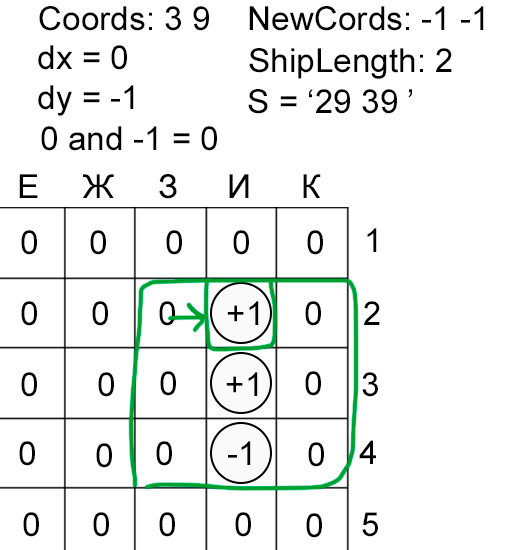 Coords: 3 9 NewCords: -1 -1
dx = 0 ShipLength: 2
dy = -1 S = ‘29 39 ’
0 and -1 = 0
Е Ж З И К
0 0 0 0 0 1
0 0 0 +1 0 2
0 0 0 +1 0 3
0 0 0 -1 0 4
0 0 0 0 0 5